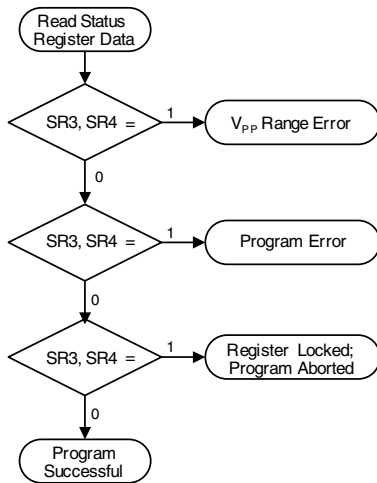 Read Status
Register Data
SR3, SR4 =
1
V_PP Range Error
0
SR3, SR4 =
1
Program Error
0
SR3, SR4 =
1
Register Locked;
Program Aborted
0
Program
Successful